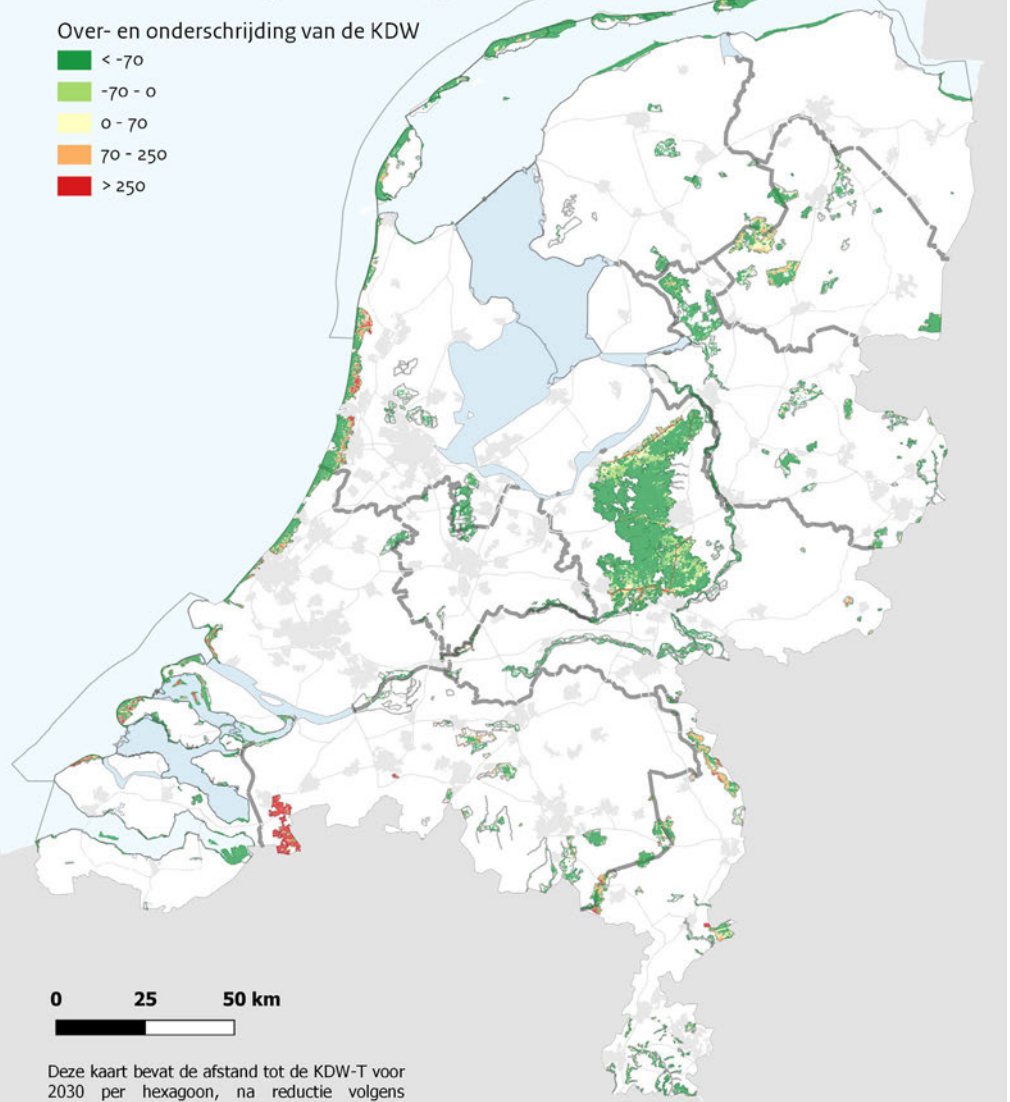 Over- en onderschrijding van de KDW
< -70
-70 - 0
0 - 70
70 - 250
> 250
0 25 50 km
Deze kaart bevat de afstand tot de KDW-T voor
2030 per hexagoon, na reductie volgens